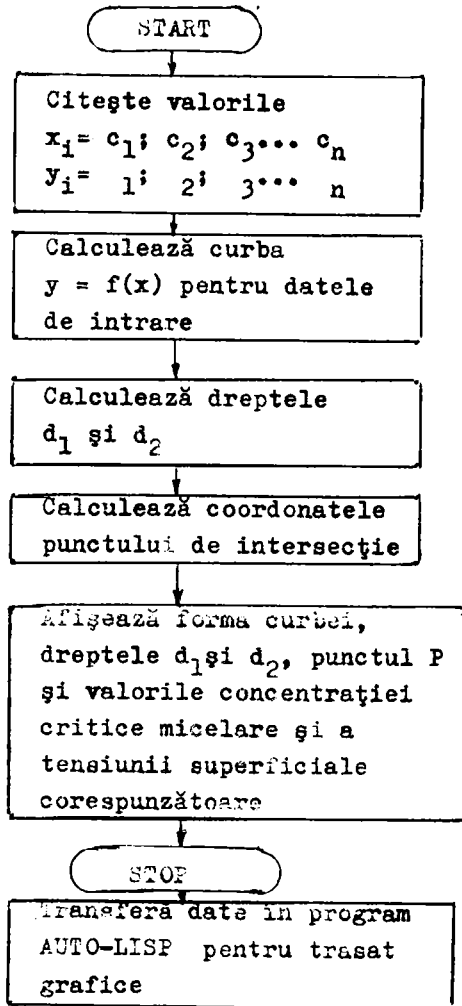 START
Citeşte valorile
xi= c1; c2; c3... cn
yi= 1; 2; 3... n
Calculează curba
y = f(x) pentru datele
de intrare
Calculează dreptele
d1 şi d2
Calculează coordonatele
punctului de intersecţie
Afişează forma curbei,
dreptele d1şi d2, punctul P
şi valorile concentraţiei
critice micelare şi a
tensiunii superficiale
corespunzătoare
STOP
Transferă date în program
AUTO-LISP pentru trasat
grafice